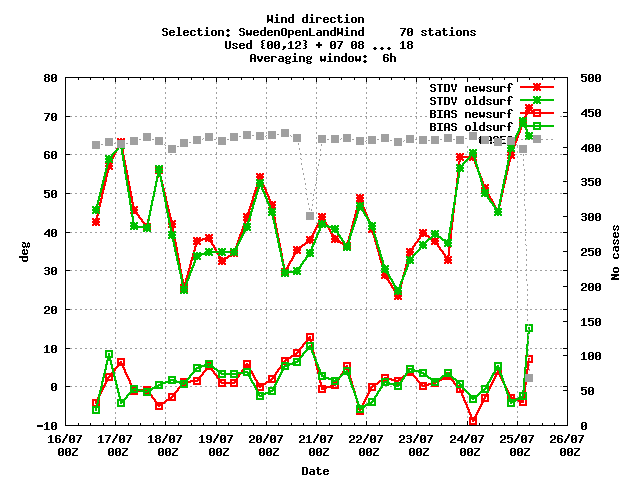 Wind direction
Selection: SwedenOpenLandWind     70 stations
Used {00,12} + 07 08 ... 18
Averaging window:  6h
STDV newsurf
STDV oldsurf
BIAS newsurf
BIAS oldsurf
CASES
80
70
60
50
40
30
20
10
0
-10
deg
500
450
400
350
300
250
200
150
100
50
0
No cases
16/07 17/07 18/07 19/07 20/07 21/07 22/07 23/07 24/07 25/07 26/07
00Z 00Z 00Z 00Z 00Z 00Z 00Z 00Z 00Z 00Z 00Z
Date